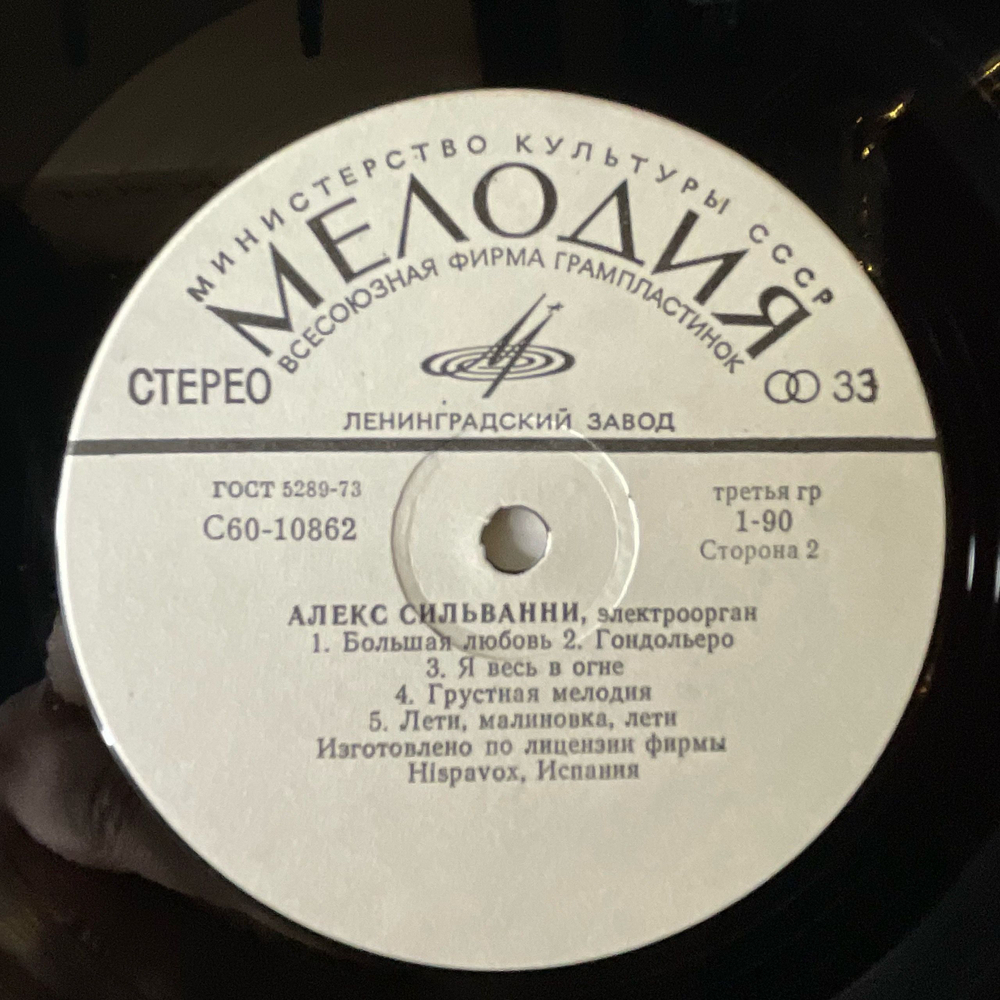 МИНИСТЕРСТВО КУЛЬТУРЫ СССР
МЕЛОДИЯ
ВСЕСОЮЗНАЯ ФИРМА ГРАМПЛАСТИНОК
СТЕРЕО
33
ЛЕНИНГРАДСКИЙ ЗАВОД
ГОСТ 5289-73
С60-10862
третья гр
1-90
Сторона 2
АЛЕКС СИЛЬВАННИ, электроорган
1. Большая любовь 2. Гондольеро
3. Я весь в огне
4. Грустная мелодия
5. Лети, малиновка, лети
Изготовлено по лицензии фирмы
Hispavox, Испания